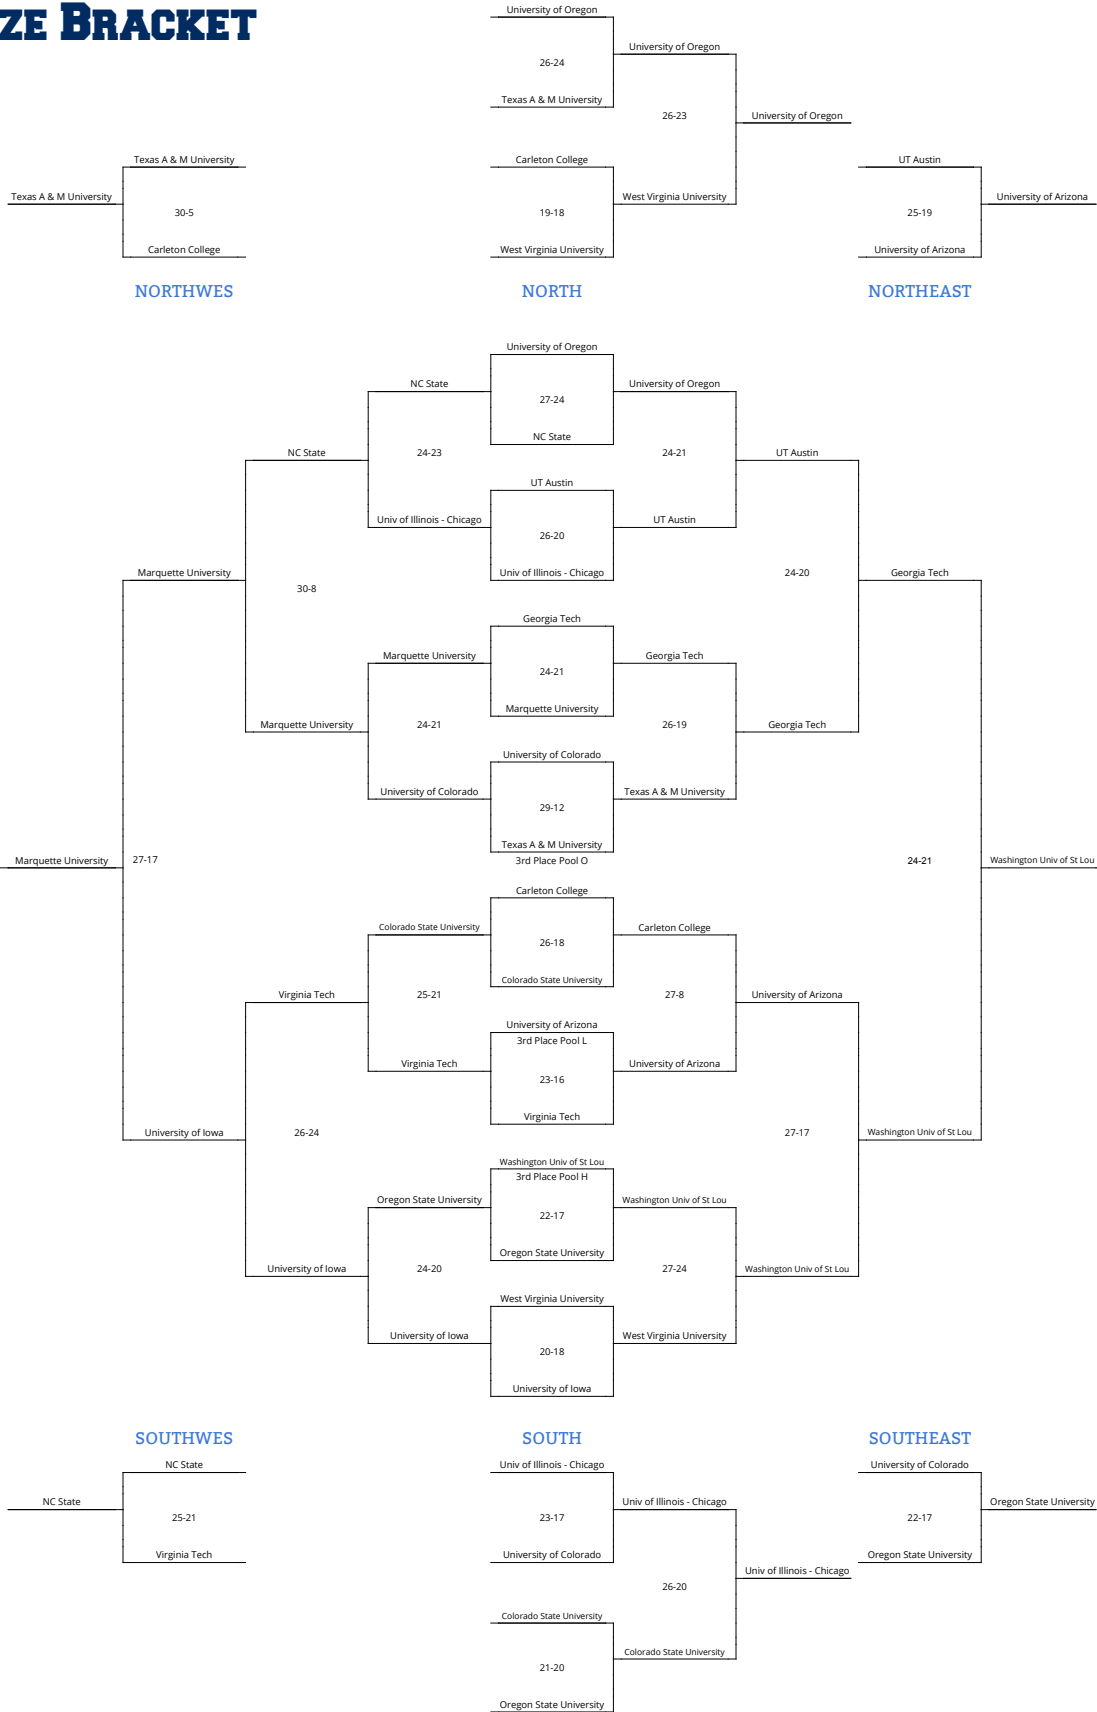 ZE BRACKET
University of Oregon
University of Oregon
26-24
Texas A & M University
26-23
University of Oregon
Texas A & M University
Carleton College
UT Austin
Texas A & M University
West Virginia University
University of Arizona
30-5
19-18
25-19
Carleton College
West Virginia University
University of Arizona
NORTHWES
NORTH
NORTHEAST
University of Oregon
NC State
University of Oregon
27-24
NC State
NC State
24-23
24-21
UT Austin
UT Austin
Univ of Illinois - Chicago
UT Austin
26-20
Marquette University
Univ of Illinois - Chicago
24-20
Georgia Tech
30-8
Georgia Tech
Marquette University
Georgia Tech
24-21
Marquette University
Marquette University
24-21
26-19
Georgia Tech
University of Colorado
University of Colorado
Texas A & M University
29-12
Texas A & M University
Marquette University
27-17
3rd Place Pool O
24-21
Washington Univ of St Lou
Carleton College
Colorado State University
Carleton College
26-18
Colorado State University
Virginia Tech
25-21
27-8
University of Arizona
University of Arizona
3rd Place Pool L
Virginia Tech
University of Arizona
23-16
Virginia Tech
University of Iowa
26-24
27-17
Washington Univ of St Lou
Washington Univ of St Lou
3rd Place Pool H
Oregon State University
Washington Univ of St Lou
22-17
Oregon State University
University of Iowa
24-20
27-24
Washington Univ of St Lou
West Virginia University
University of Iowa
West Virginia University
20-18
University of Iowa
SOUTHWES
SOUTH
SOUTHEAST
NC State
Univ of Illinois - Chicago
University of Colorado
NC State
Univ of Illinois - Chicago
Oregon State University
25-21
23-17
22-17
Virginia Tech
University of Colorado
Oregon State University
Univ of Illinois - Chicago
26-20
Colorado State University
Colorado State University
21-20
Oregon State University